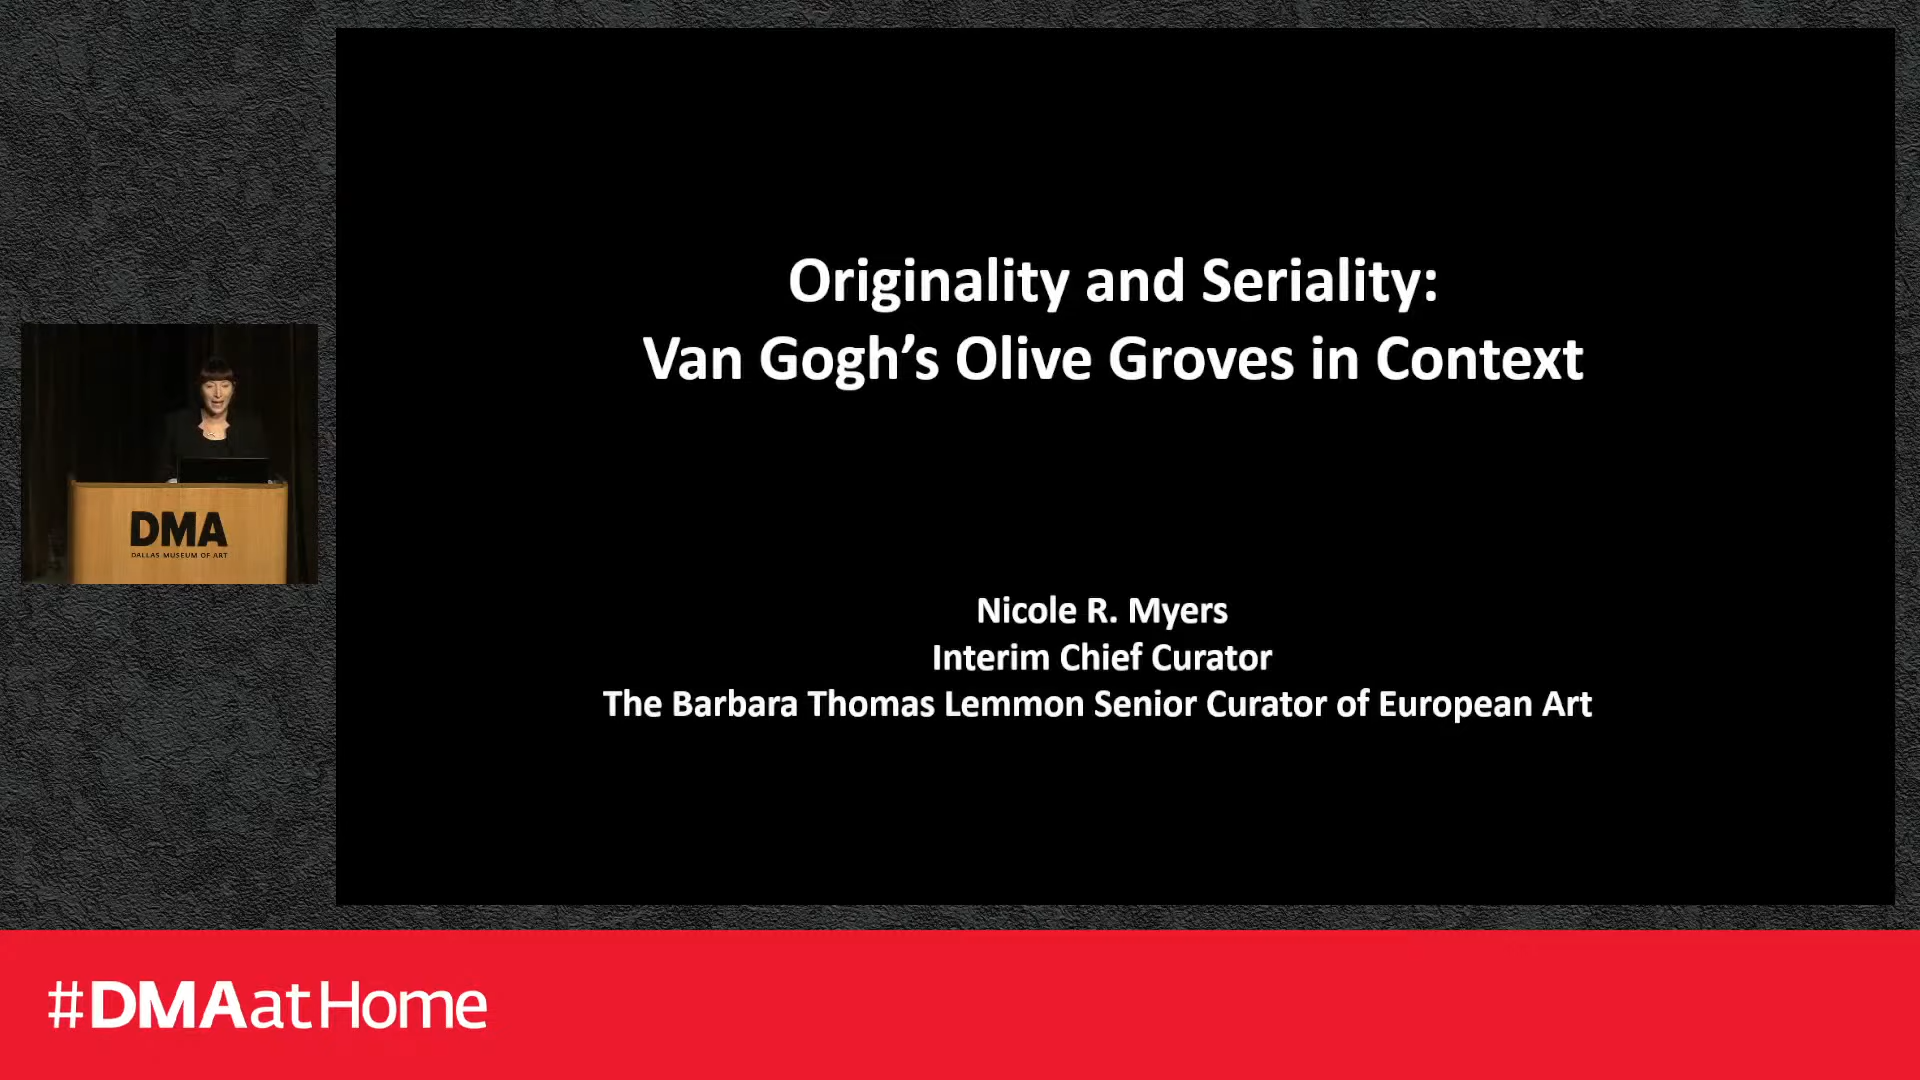 Originality and Seriality:
Van Gogh’s Olive Groves in Context
Nicole R. Myers
Interim Chief Curator
The Barbara Thomas Lemmon Senior Curator of European Art
DMA
DALLAS MUSEUM OF ART
#DMAatHome